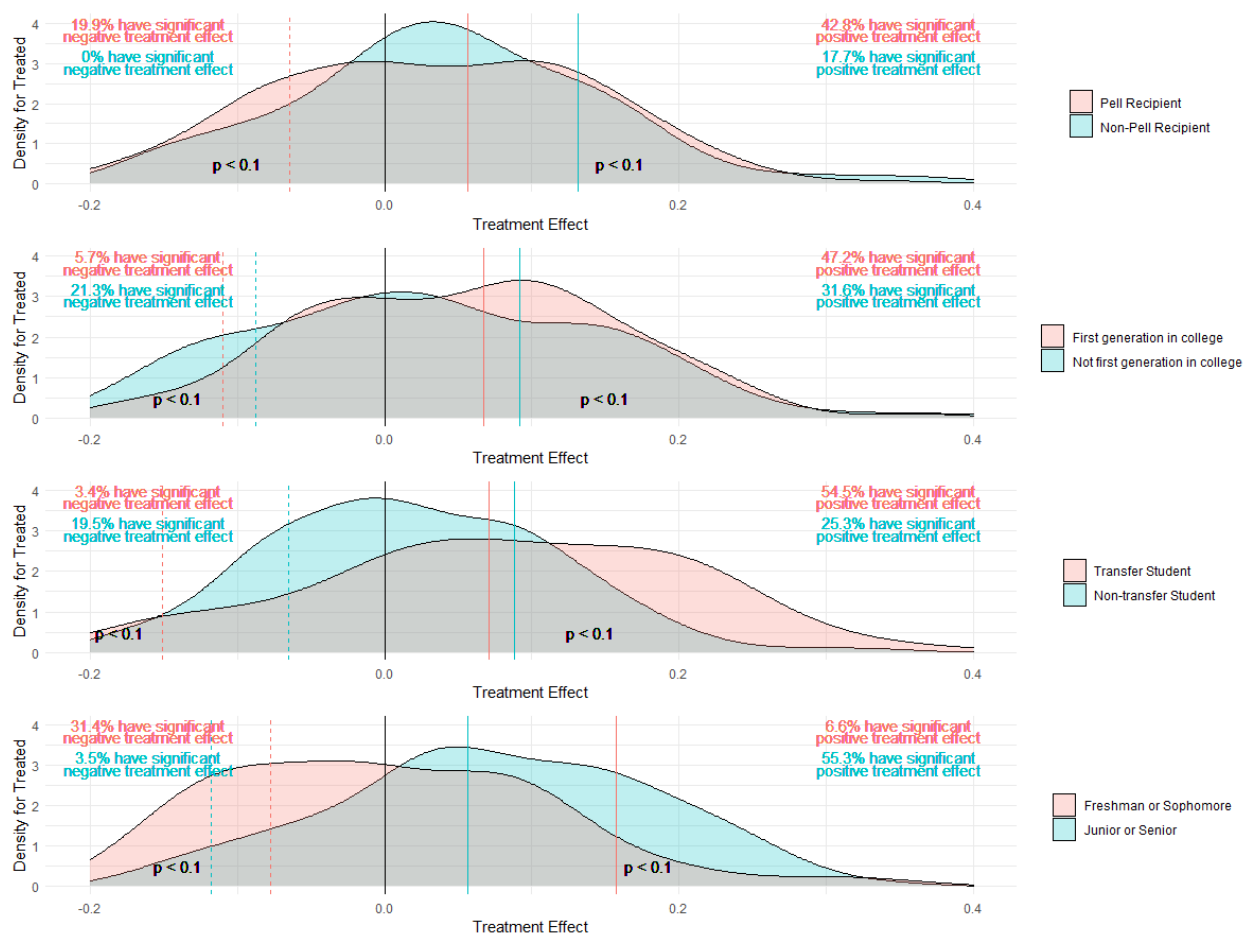 19.9% have significant
negative treatment effect
0% have significant
negative treatment effect
42.8% have significant
positive treatment effect
17.7% have significant
positive treatment effect
4
3
2
1
0
Density for Treated
p < 0.1
p < 0.1
-0.2
0.0
0.2
0.4
Treatment Effect
Pell Recipient
Non-Pell Recipient
5.7% have significant
negative treatment effect
21.3% have significant
negative treatment effect
47.2% have significant
positive treatment effect
31.6% have significant
positive treatment effect
4
3
2
1
0
Density for Treated
p < 0.1
p < 0.1
-0.2
0.0
0.2
0.4
Treatment Effect
First generation in college
Not first generation in college
3.4% have significant
negative treatment effect
19.5% have significant
negative treatment effect
54.5% have significant
positive treatment effect
25.3% have significant
positive treatment effect
4
3
2
1
0
Density for Treated
p < 0.1
p < 0.1
-0.2
0.0
0.2
0.4
Treatment Effect
Transfer Student
Non-transfer Student
31.4% have significant
negative treatment effect
3.5% have significant
negative treatment effect
6.6% have significant
positive treatment effect
55.3% have significant
positive treatment effect
4
3
2
1
0
Density for Treated
p < 0.1
p < 0.1
-0.2
0.0
0.2
0.4
Treatment Effect
Freshman or Sophomore
Junior or Senior